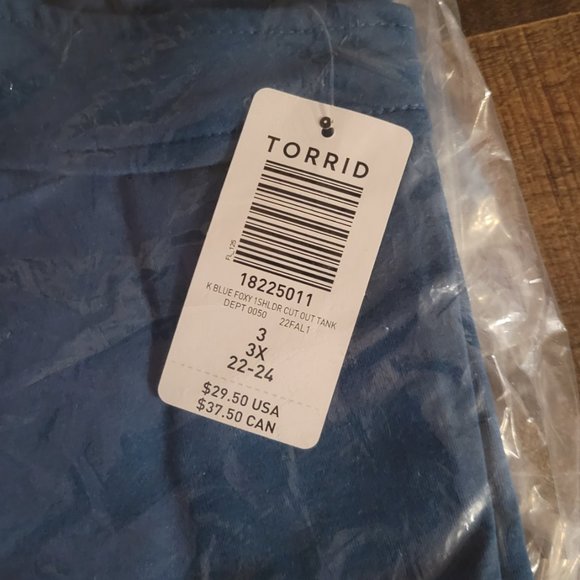 TORRID
FL_126
18225011
K BLUE FOXY 1SHLDR CUT OUT TANK
DEPT 0050 22FAL1
3
3X
22-24
$29.50 USA
$37.50 CAN